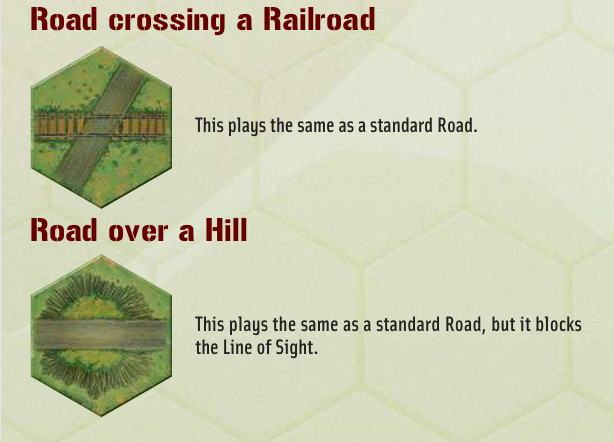 Road crossing a Railroad
This plays the same as a standard Road.
Road over a Hill
This plays the same as a standard Road, but it blocks
the Line of Sight.